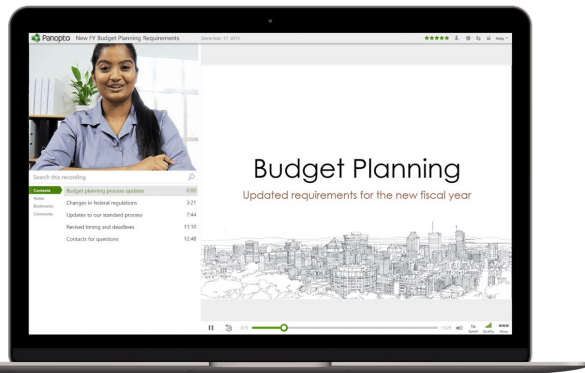 Panopto New FY Budget Planning Requirements December 17, 2015 Help
Search this recording
Contents
Notes
Bookmarks
Comments
Budget planning process updates 0:00
Changes in federal regulations 3:21
Updates to our standard process 7:44
Revised timing and deadlines 11:10
Contacts for questions 12:48
Budget Planning
Updated requirements for the new fiscal year
1x
Speed Quality